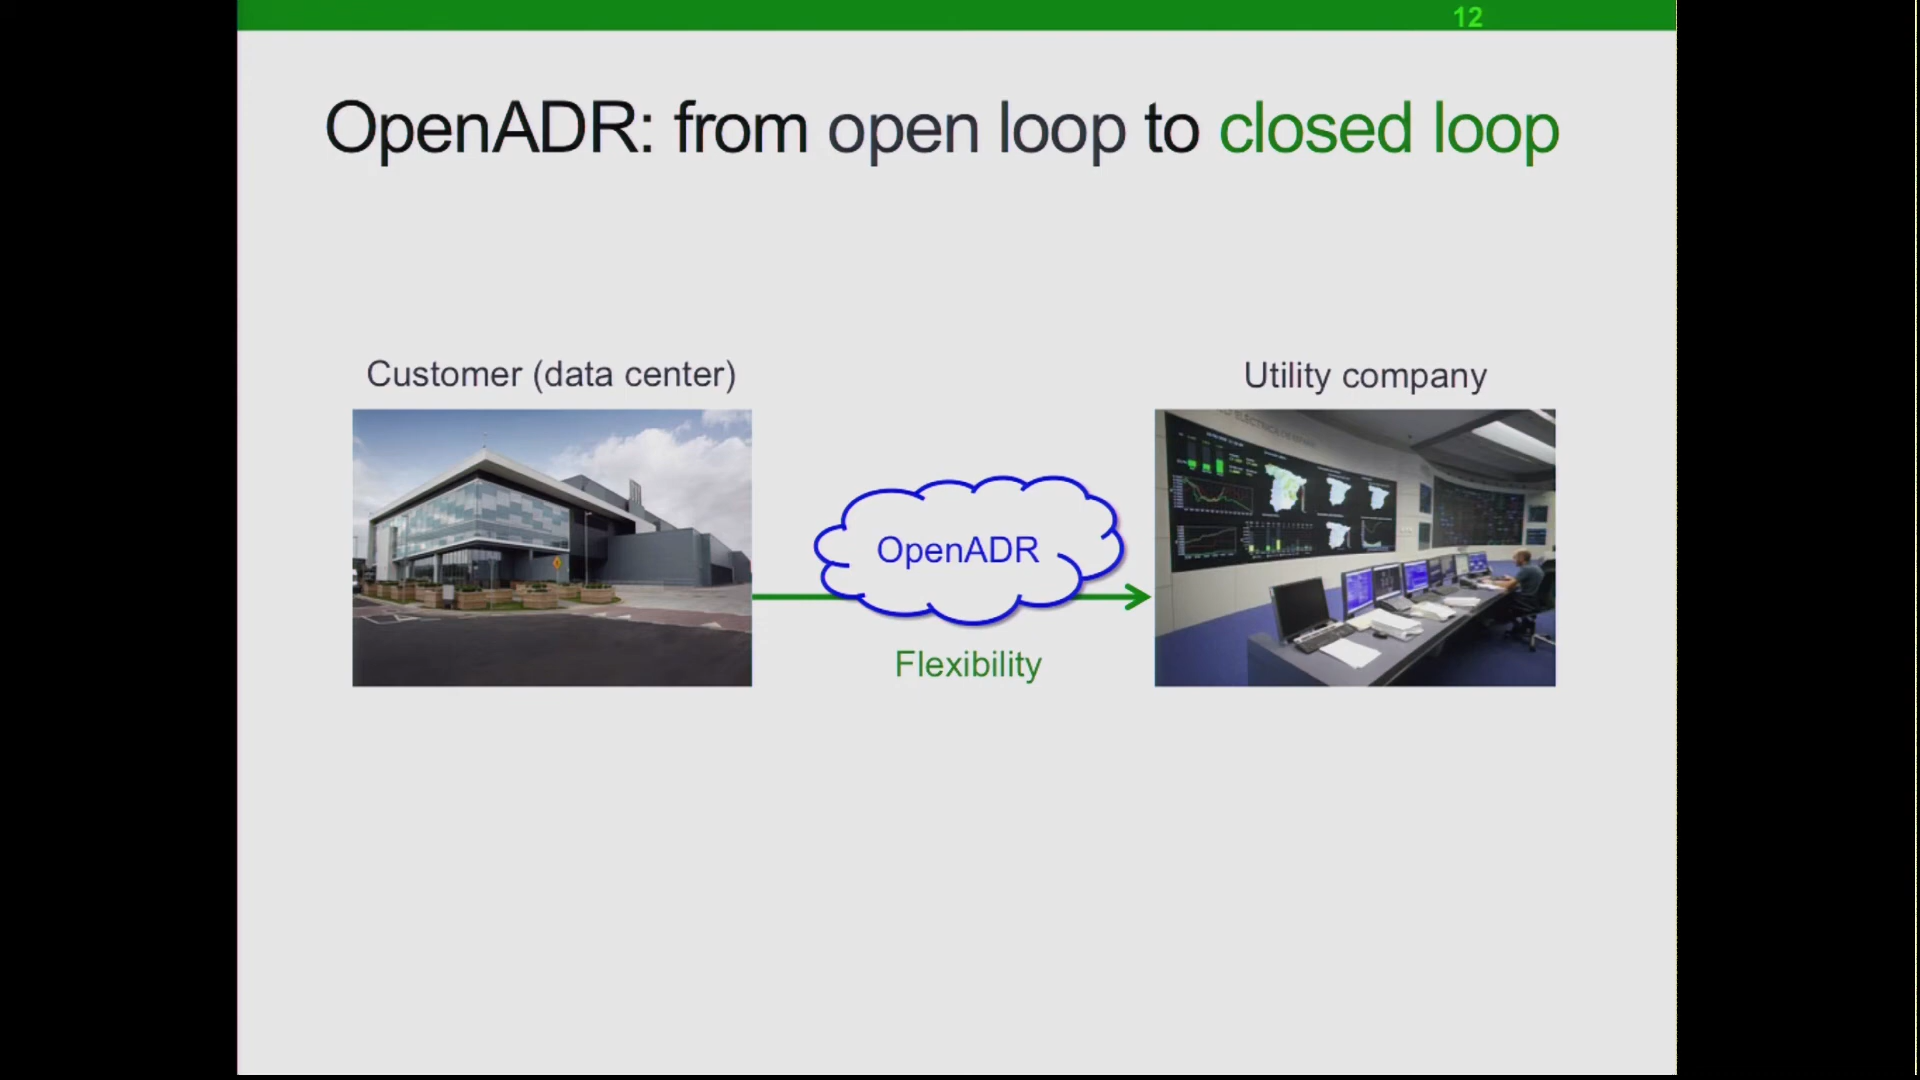 12
OpenADR: from open loop to closed loop
Customer (data center)
Utility company
OpenADR
Flexibility